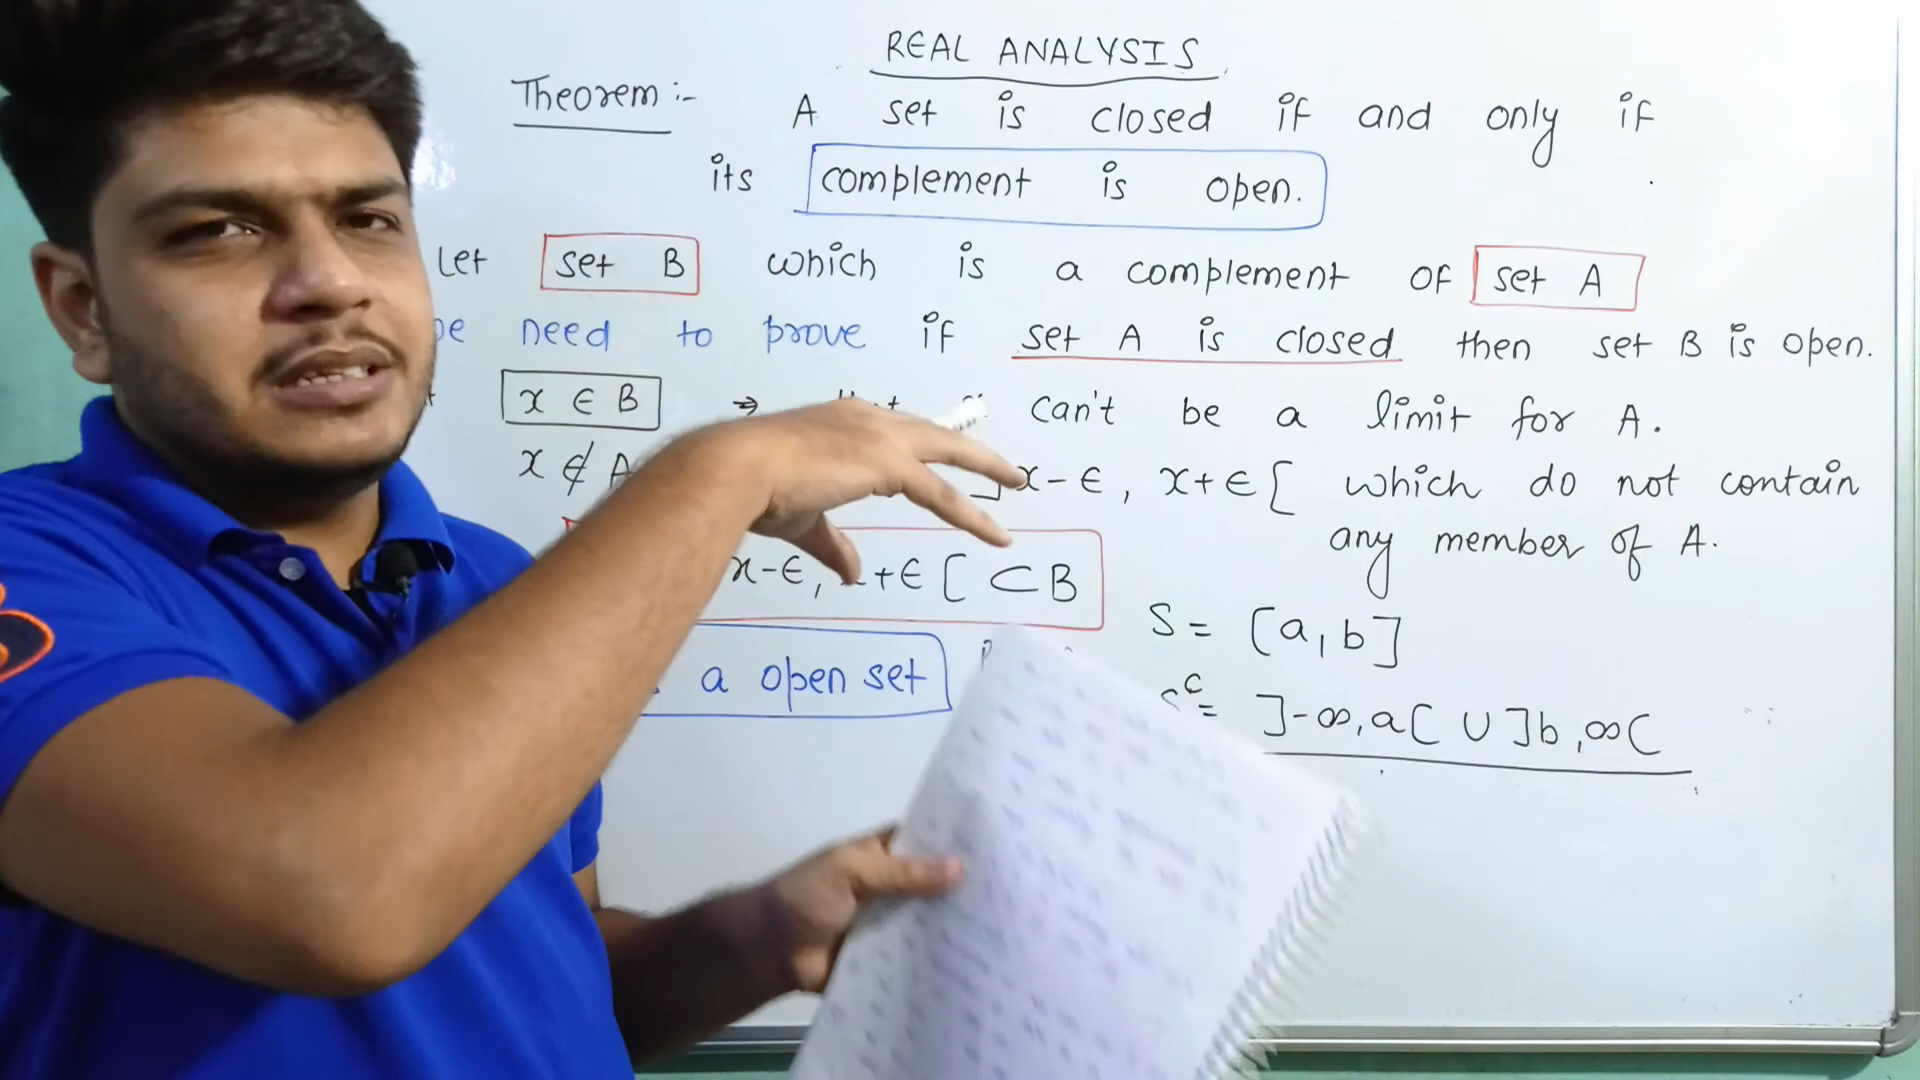 REAL ANALYSIS
Theorem :- A set is closed if and only if
its complement is open.
Let set B which is a complement of set A
need to prove if set A is closed then set B is open.
x ∈ B ⇒ can't be a limit for A.
x ∉ A ]x-∈, x+∈[ which do not contain
any member of A.
x-∈, +∈[ ⊂ B
S = [a, b]
a open set
S^c = ]-∞, a[ ∪ ]b, ∞[